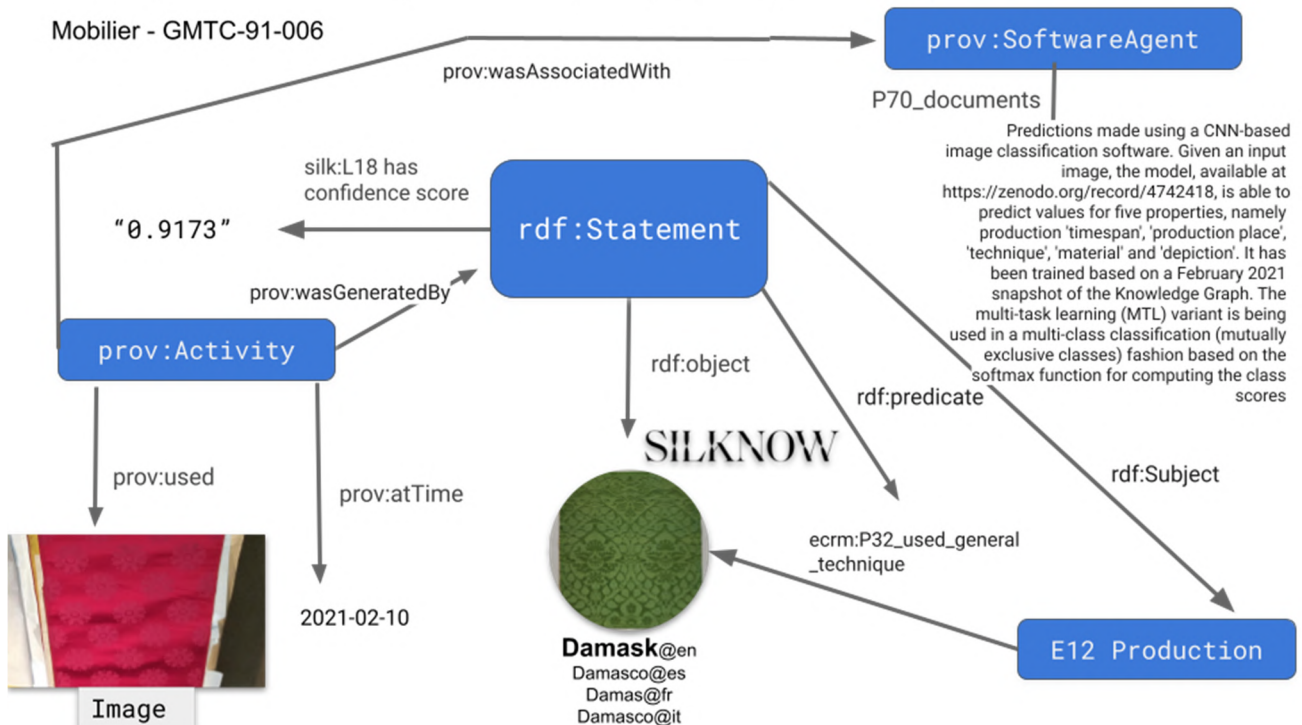 Mobilier - GMTC-91-006
prov:SoftwareAgent
prov:wasAssociatedWith
P70_documents
Predictions made using a CNN-based
image classification software. Given an input
image, the model, available at
https://zenodo.org/record/4742418, is able to
predict values for five properties, namely
production 'timespan', 'production place',
'technique', 'material' and 'depiction'. It has
been trained based on a February 2021
snapshot of the Knowledge Graph. The
multi-task learning (MTL) variant is being
used in a multi-class classification (mutually
exclusive classes) fashion based on the
softmax function for computing the class
scores
silk:L18 has
confidence score
“0.9173”
rdf:Statement
prov:wasGeneratedBy
prov:Activity
rdf:object
rdf:predicate
rdf:Subject
prov:used
prov:atTime
SILKNOW
ecrm:P32_used_general
_technique
2021-02-10
E12 Production
Damask@en
Damasco@es
Damas@fr
Damasco@it
Image